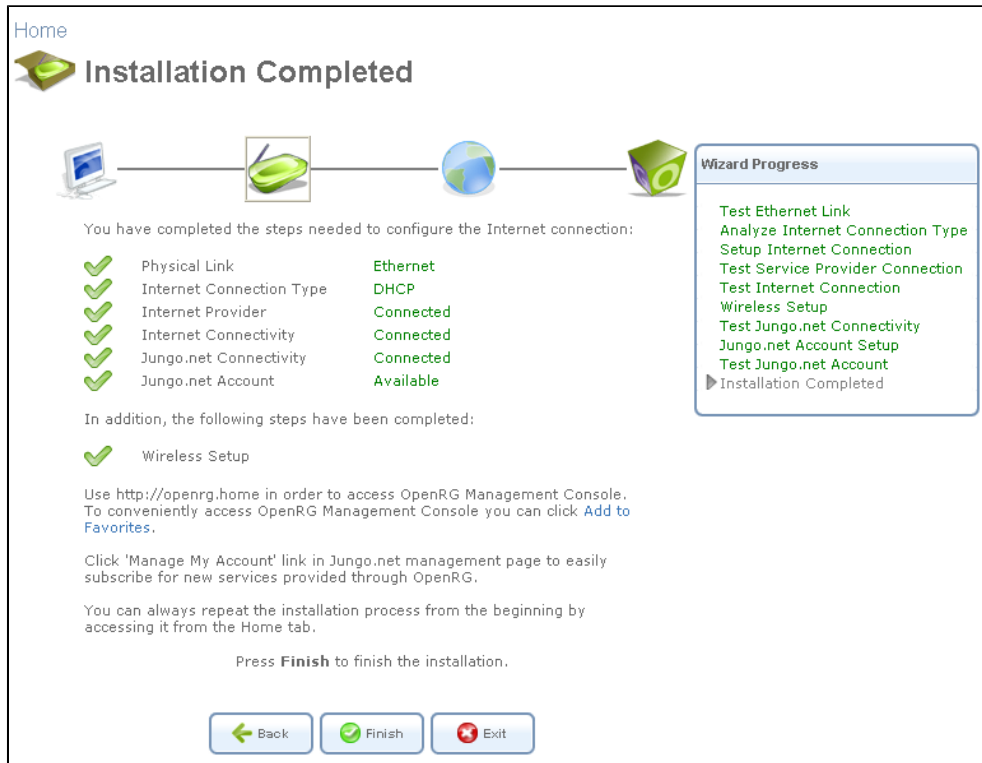 Home
Installation Completed
You have completed the steps needed to configure the Internet connection:
Physical Link Ethernet
Internet Connection Type DHCP
Internet Provider Connected
Internet Connectivity Connected
Jungo.net Connectivity Connected
Jungo.net Account Available
In addition, the following steps have been completed:
Wireless Setup
Use http://openrg.home in order to access OpenRG Management Console.
To conveniently access OpenRG Management Console you can click Add to
Favorites.
Click 'Manage My Account' link in Jungo.net management page to easily
subscribe for new services provided through OpenRG.
You can always repeat the installation process from the beginning by
accessing it from the Home tab.
Press Finish to finish the installation.
Back Finish Exit
Wizard Progress
Test Ethernet Link
Analyze Internet Connection Type
Setup Internet Connection
Test Service Provider Connection
Test Internet Connection
Wireless Setup
Test Jungo.net Connectivity
Jungo.net Account Setup
Test Jungo.net Account
Installation Completed